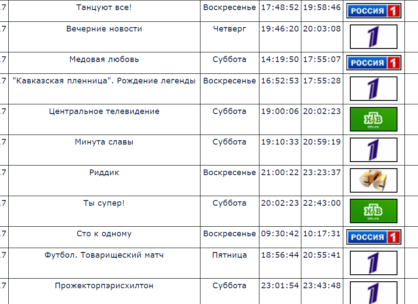 .7 Танцуют все! Воскресенье 17:48:52 19:58:46 РОССИЯ 1
.7 Вечерние новости Четверг 19:46:20 20:03:08 1
.7 Медовая любовь Суббота 14:19:50 17:55:07 РОССИЯ 1
.7 "Кавказская пленница". Рождение легенды Воскресенье 16:52:53 17:55:28 1
.7 Центральное телевидение Суббота 19:00:06 20:02:23 НТВ
.7 Минута славы Суббота 19:10:33 20:59:19 1
.7 Риддик Воскресенье 21:00:22 23:23:37
.7 Ты супер! Суббота 20:02:23 22:43:00 НТВ
.7 Сто к одному Воскресенье 09:30:42 10:17:31 РОССИЯ 1
.7 Футбол. Товарищеский матч Пятница 18:56:44 20:55:41 1
.7 Прожекторпэрисхилтон Суббота 23:01:54 23:43:48 1